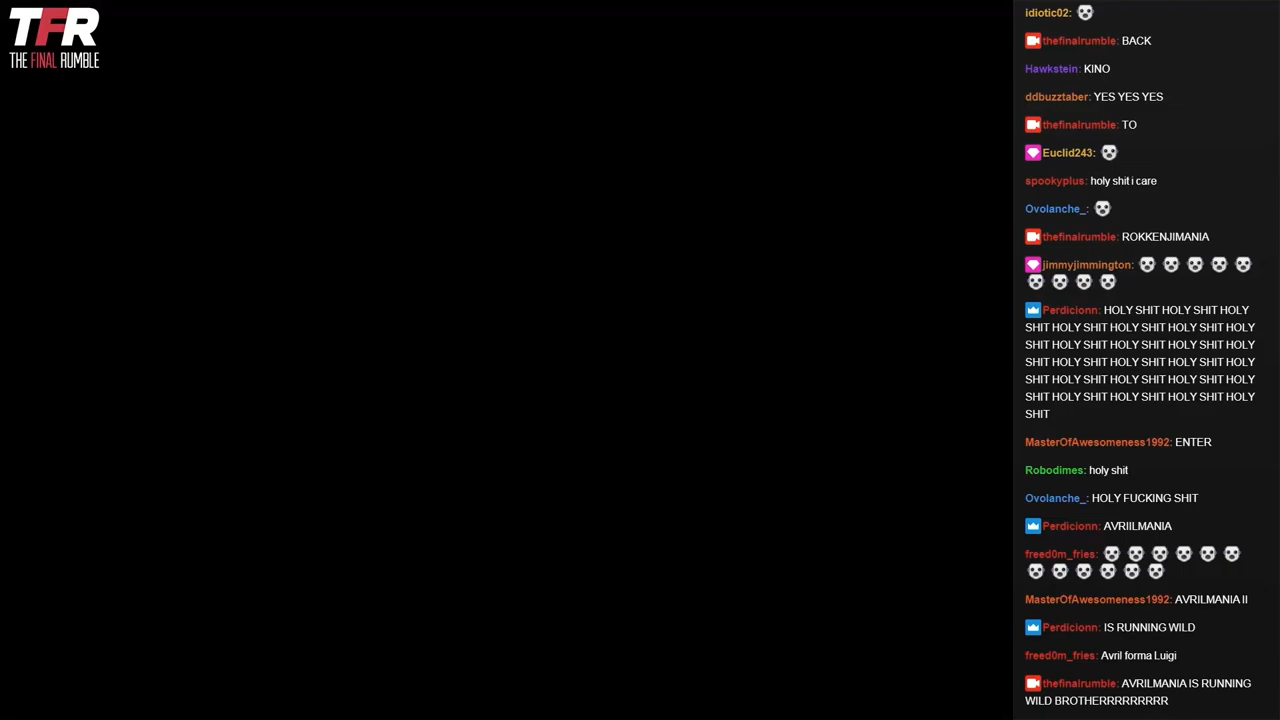 TFR
THE FINAL RUMBLE
idiotic02:
thefinalrumble: BACK
Hawkstein: KINO
ddbuzztaber: YES YES YES
thefinalrumble: TO
Euclid243:
spookyplus: holy shit i care
Ovolanche_:
thefinalrumble: ROKKENJIMANIA
jimmyjimmington:
Perdicionn: HOLY SHIT HOLY SHIT HOLY
SHIT HOLY SHIT HOLY SHIT HOLY SHIT HOLY
SHIT HOLY SHIT HOLY SHIT HOLY SHIT HOLY
SHIT HOLY SHIT HOLY SHIT HOLY SHIT HOLY
SHIT HOLY SHIT HOLY SHIT HOLY SHIT HOLY
SHIT HOLY SHIT HOLY SHIT HOLY SHIT HOLY
SHIT
MasterOfAwesomeness1992: ENTER
Robodimes: holy shit
Ovolanche_: HOLY FUCKING SHIT
Perdicionn: AVRIILMANIA
freed0m_fries:
MasterOfAwesomeness1992: AVRILMANIA II
Perdicionn: IS RUNNING WILD
freed0m_fries: Avril forma Luigi
thefinalrumble: AVRILMANIA IS RUNNING
WILD BROTHERRRRRRRRR